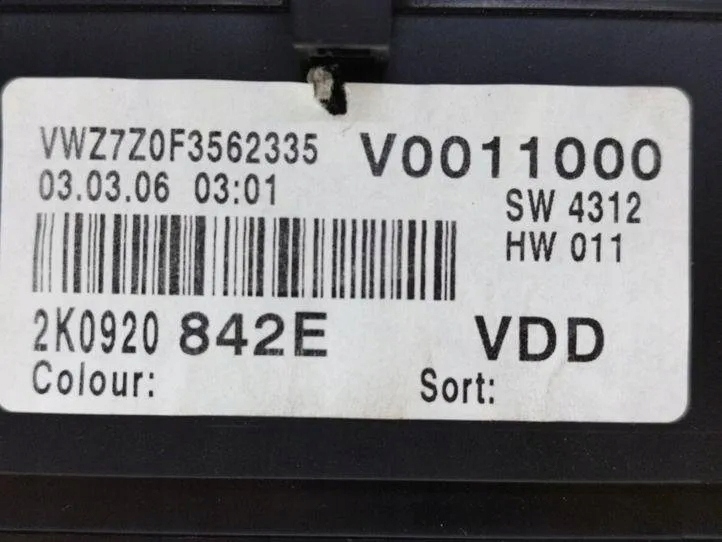 VWZ7Z0F3562335 V0011000
03.03.06 03:01 SW 4312
HW 011
2K0920 842E VDD
Colour: Sort: